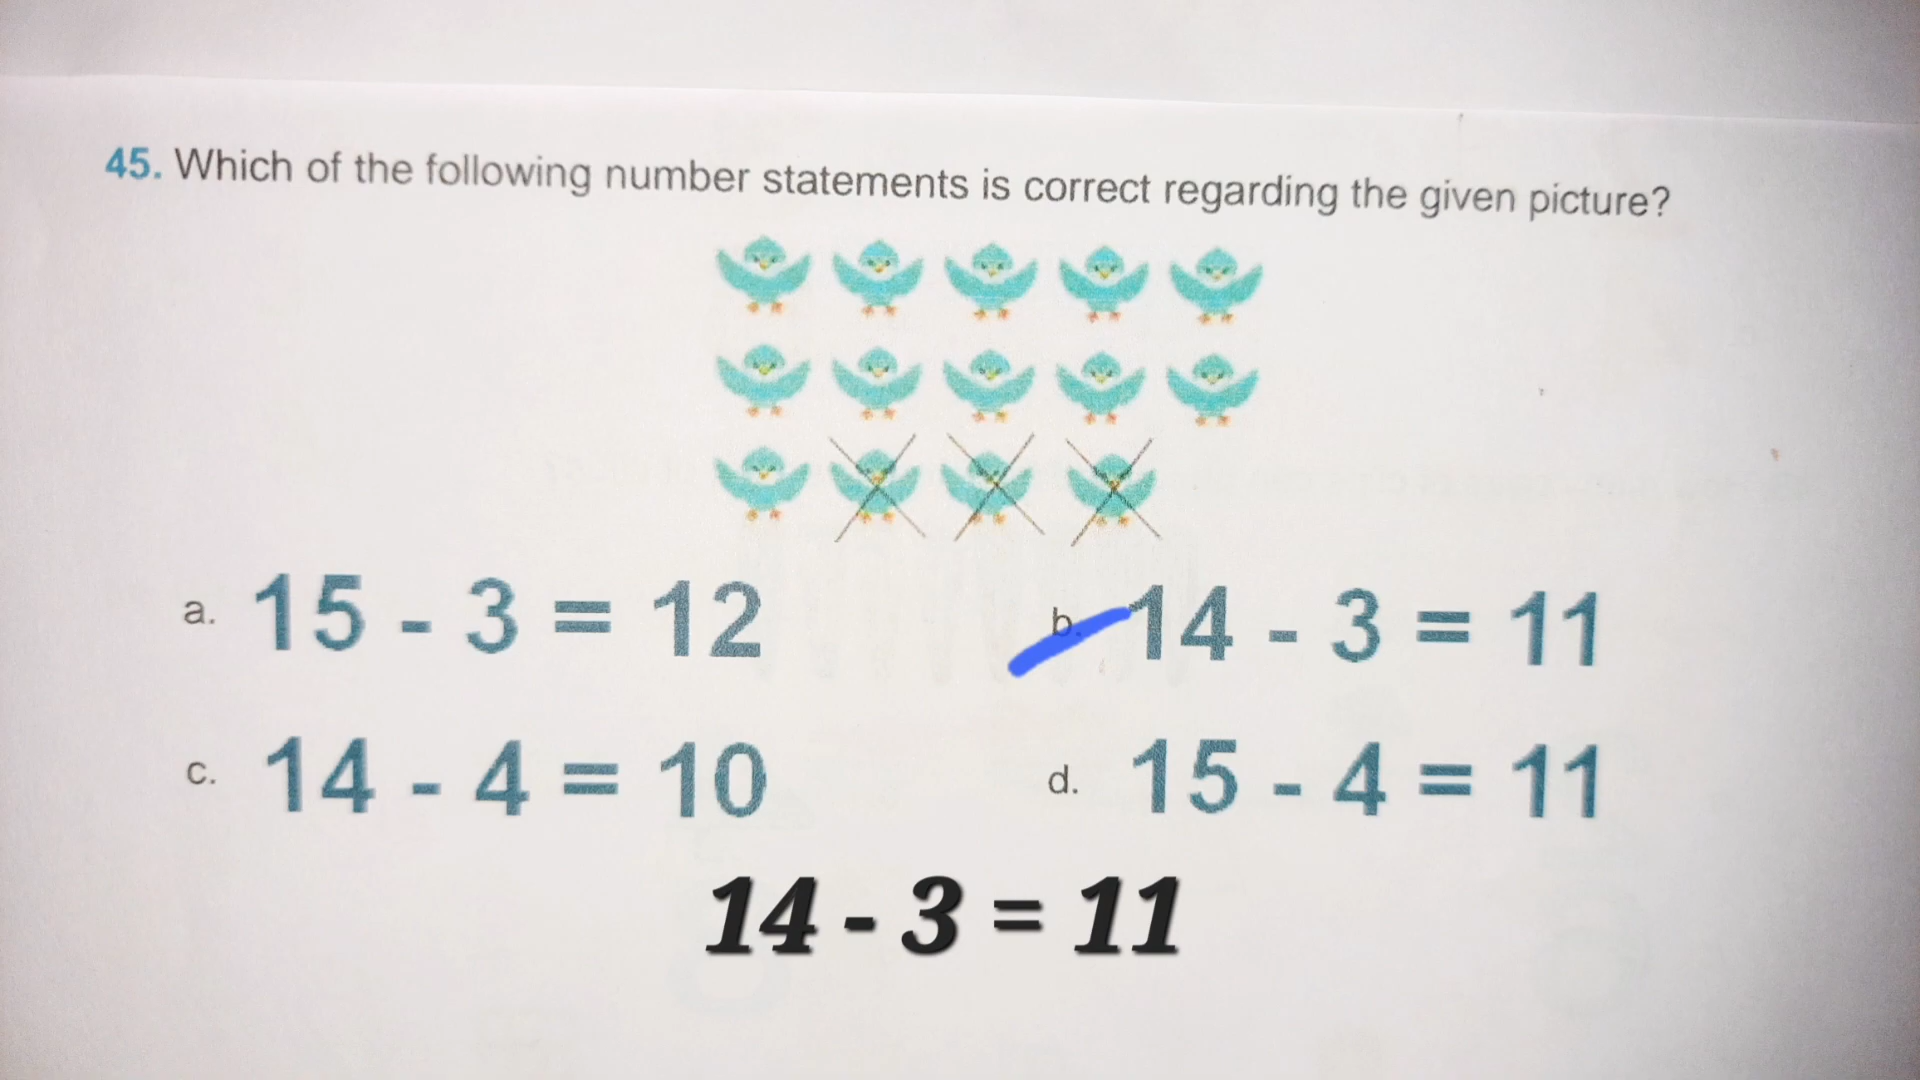 45. Which of the following number statements is correct regarding the given picture?
a. 15 - 3 = 12 b. 14 - 3 = 11
c. 14 - 4 = 10 d. 15 - 4 = 11
14 - 3 = 11